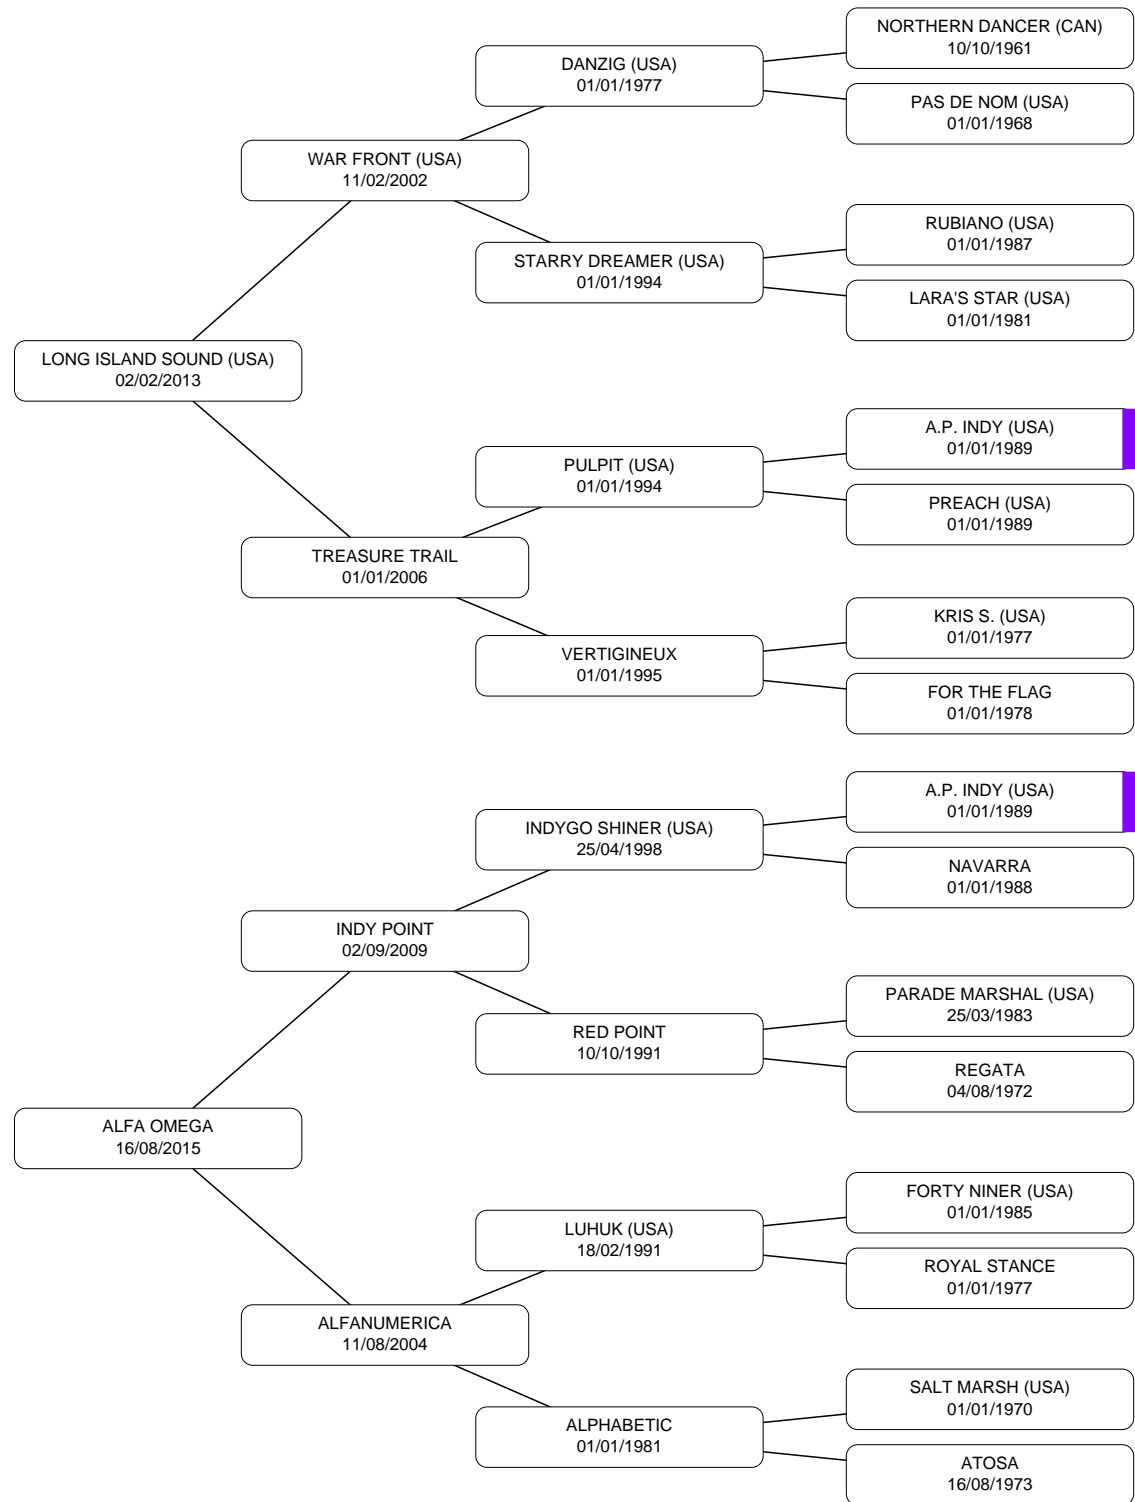 NORTHERN DANCER (CAN)
10/10/1961
DANZIG (USA)
01/01/1977
PAS DE NOM (USA)
01/01/1968
WAR FRONT (USA)
11/02/2002
RUBIANO (USA)
01/01/1987
STARRY DREAMER (USA)
01/01/1994
LARA'S STAR (USA)
01/01/1981
LONG ISLAND SOUND (USA)
02/02/2013
A.P. INDY (USA)
01/01/1989
PULPIT (USA)
01/01/1994
PREACH (USA)
01/01/1989
TREASURE TRAIL
01/01/2006
KRIS S. (USA)
01/01/1977
VERTIGINEUX
01/01/1995
FOR THE FLAG
01/01/1978
A.P. INDY (USA)
01/01/1989
INDYGO SHINER (USA)
25/04/1998
NAVARRA
01/01/1988
INDY POINT
02/09/2009
PARADE MARSHAL (USA)
25/03/1983
RED POINT
10/10/1991
REGATA
04/08/1972
ALFA OMEGA
16/08/2015
FORTY NINER (USA)
01/01/1985
LUHUK (USA)
18/02/1991
ROYAL STANCE
01/01/1977
ALFANUMERICA
11/08/2004
SALT MARSH (USA)
01/01/1970
ALPHABETIC
01/01/1981
ATOSA
16/08/1973